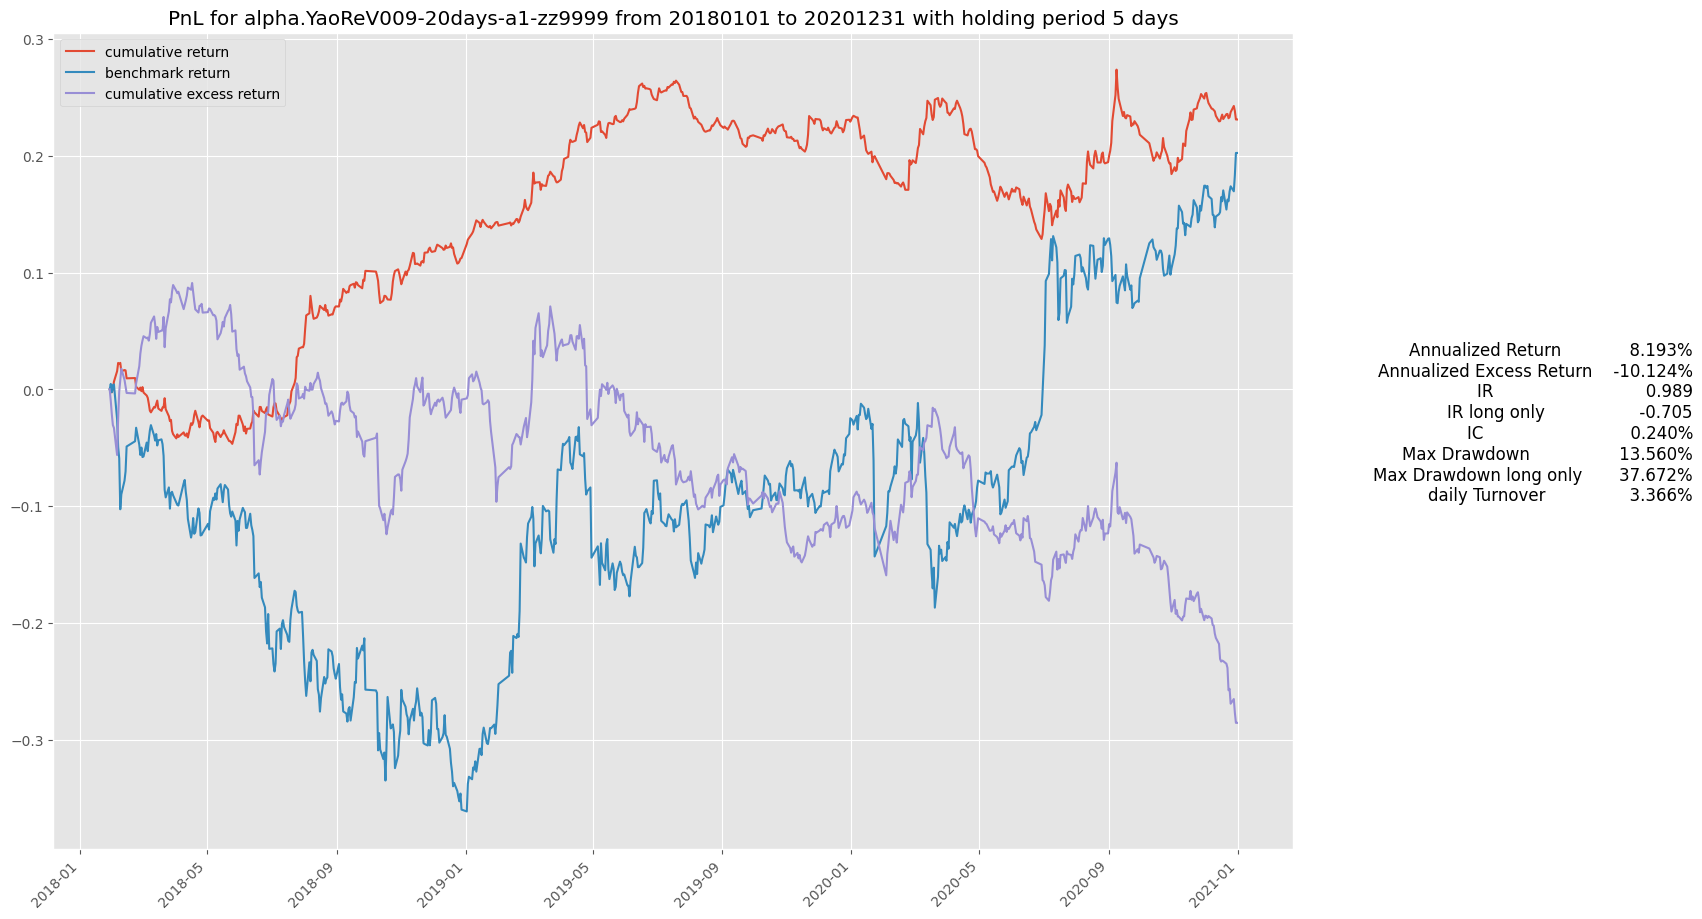 PnL for alpha.YaoReV009-20days-a1-zz9999 from 20180101 to 20201231 with holding period 5 days
cumulative return
benchmark return
cumulative excess return
0.3
0.2
0.1
0.0
−0.1
−0.2
−0.3
2018-01
2018-05
2018-09
2019-01
2019-05
2019-09
2020-01
2020-05
2020-09
2021-01
Annualized Return 8.193%
Annualized Excess Return -10.124%
IR 0.989
IR long only -0.705
IC 0.240%
Max Drawdown 13.560%
Max Drawdown long only 37.672%
daily Turnover 3.366%